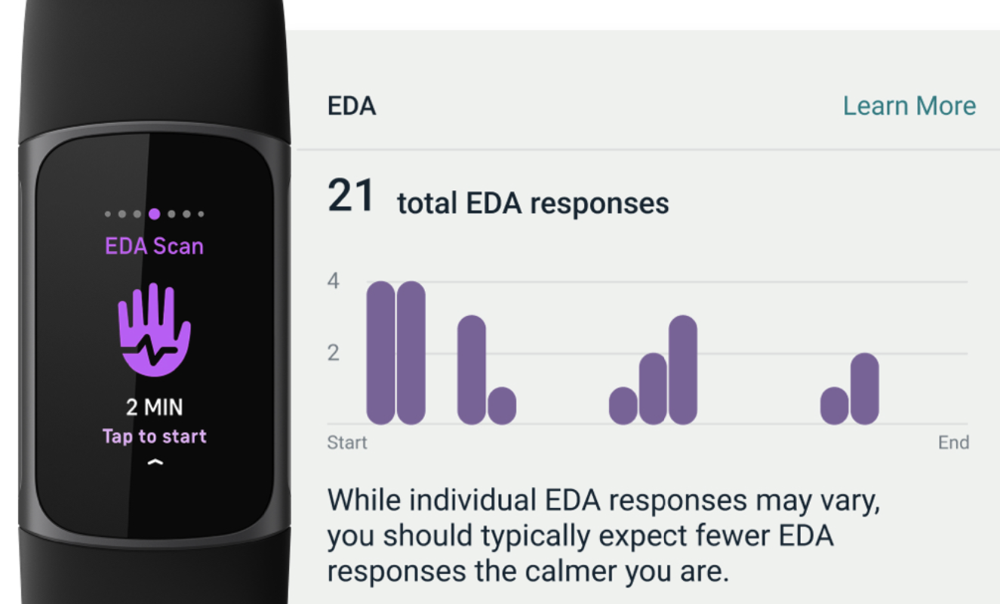 EDA Scan
2 MIN
Tap to start
EDA
Learn More
21 total EDA responses
4
2
Start
End
While individual EDA responses may vary,
you should typically expect fewer EDA
responses the calmer you are.